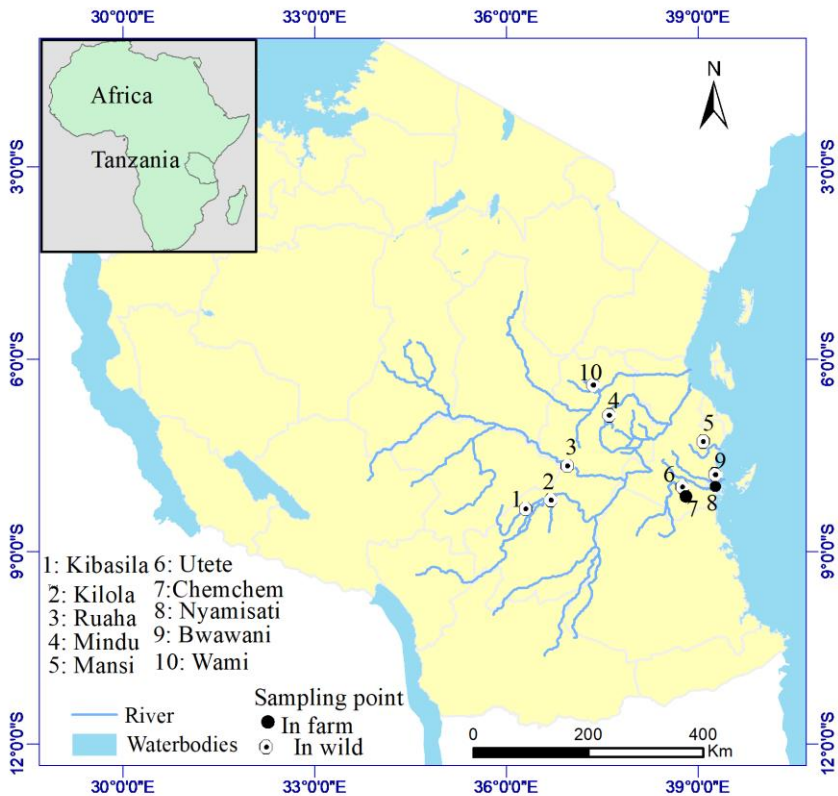 30°0'0"E 33°0'0"E 36°0'0"E 39°0'0"E
Africa
Tanzania
N
3°0'0"S 3°0'0"S
6°0'0"S 6°0'0"S
9°0'0"S 9°0'0"S
12°0'0"S 12°0'0"S
10
4
5
3
9
6
2
1
8
7
1: Kibasila 6: Utete
2: Kilola 7:Chemchem
3: Ruaha 8: Nyamisati
4: Mindu 9: Bwawani
5: Mansi 10: Wami
Sampling point
River In farm
Waterbodies In wild
0 200 400
Km
30°0'0"E 33°0'0"E 36°0'0"E 39°0'0"E